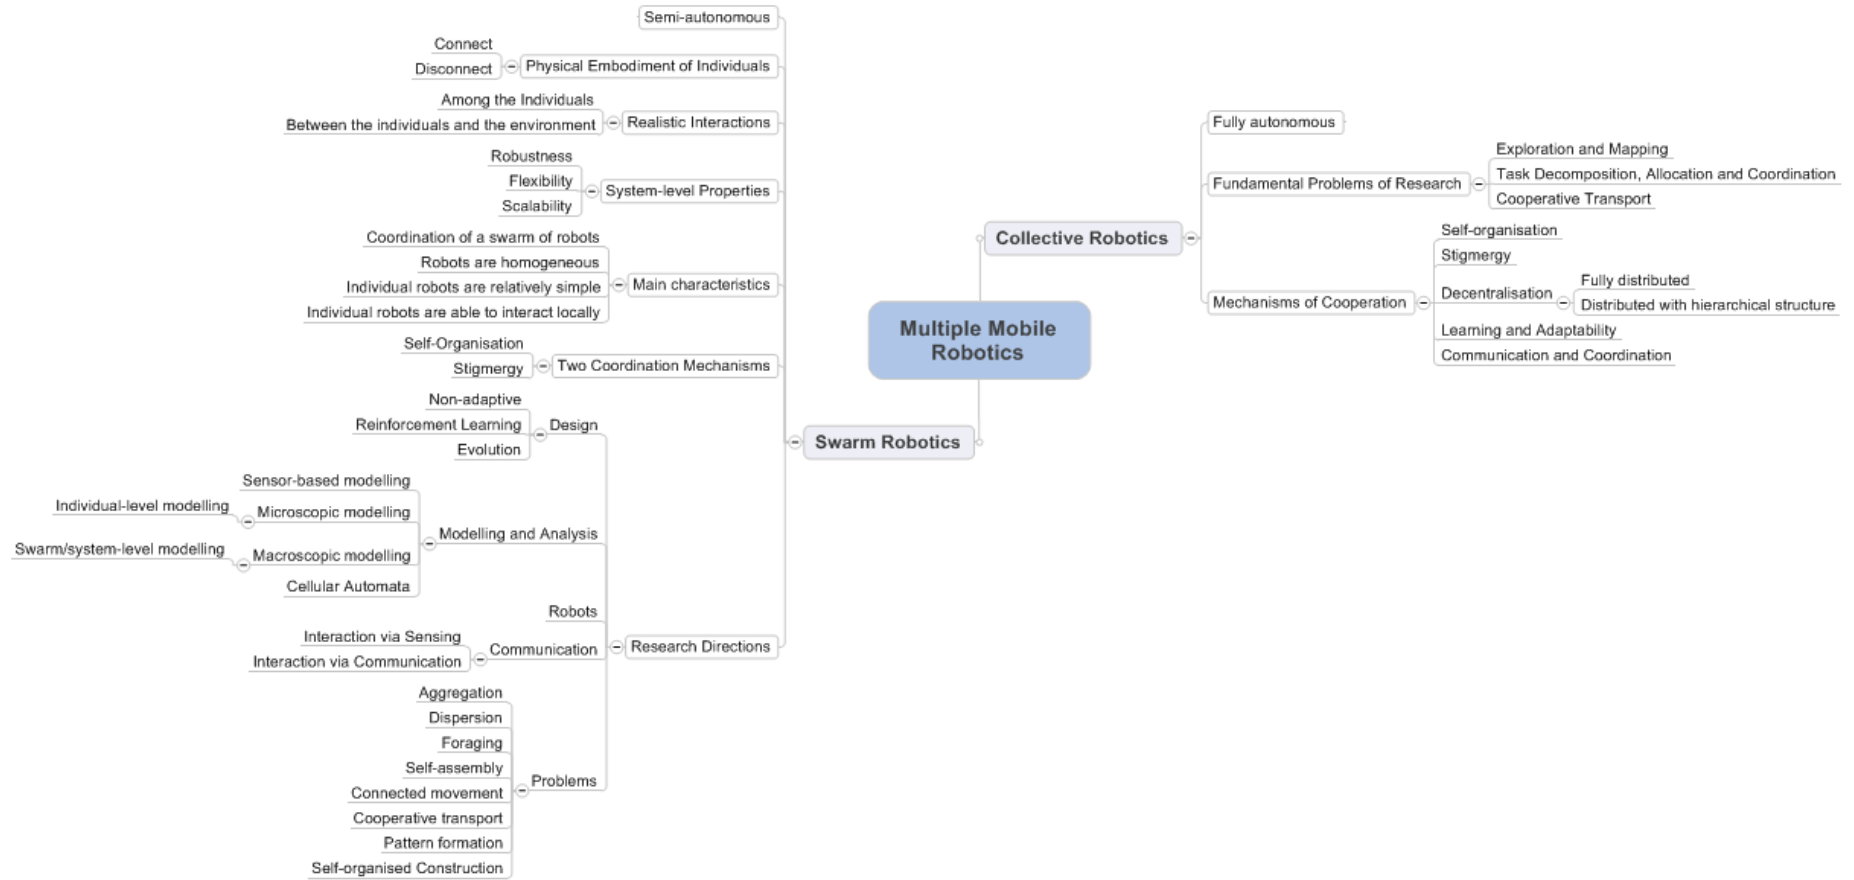 Multiple Mobile
Robotics
Collective Robotics
Fully autonomous
Fundamental Problems of Research
Exploration and Mapping
Task Decomposition, Allocation and Coordination
Cooperative Transport
Mechanisms of Cooperation
Self-organisation
Stigmergy
Decentralisation
Fully distributed
Distributed with hierarchical structure
Learning and Adaptability
Communication and Coordination
Swarm Robotics
Semi-autonomous
Physical Embodiment of Individuals
Connect
Disconnect
Realistic Interactions
Among the Individuals
Between the individuals and the environment
System-level Properties
Robustness
Flexibility
Scalability
Main characteristics
Coordination of a swarm of robots
Robots are homogeneous
Individual robots are relatively simple
Individual robots are able to interact locally
Two Coordination Mechanisms
Self-Organisation
Stigmergy
Research Directions
Design
Non-adaptive
Reinforcement Learning
Evolution
Modelling and Analysis
Sensor-based modelling
Microscopic modelling
Individual-level modelling
Macroscopic modelling
Swarm/system-level modelling
Cellular Automata
Robots
Communication
Interaction via Sensing
Interaction via Communication
Problems
Aggregation
Dispersion
Foraging
Self-assembly
Connected movement
Cooperative transport
Pattern formation
Self-organised Construction